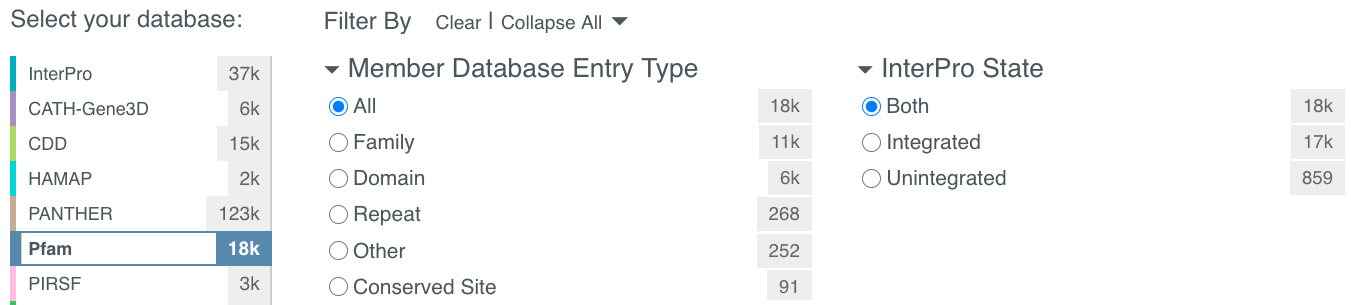 Select your database:
InterPro 37k
CATH-Gene3D 6k
CDD 15k
HAMAP 2k
PANTHER 123k
Pfam 18k
PIRSF 3k
Filter By Clear | Collapse All
Member Database Entry Type
All 18k
Family 11k
Domain 6k
Repeat 268
Other 252
Conserved Site 91
InterPro State
Both 18k
Integrated 17k
Unintegrated 859